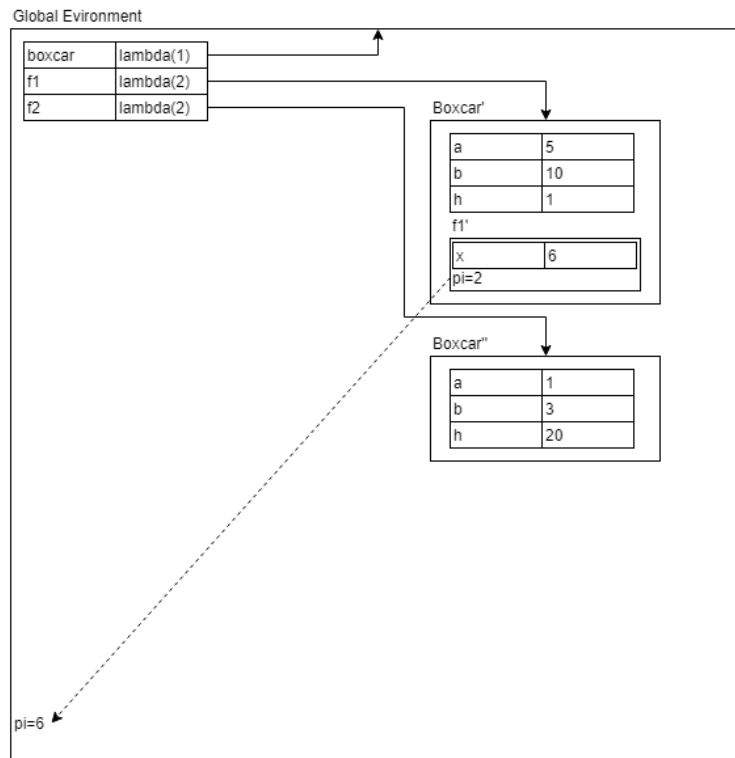 Global Evironment
boxcar lambda(1)
f1 lambda(2)
f2 lambda(2)
Boxcar'
a 5
b 10
h 1
f1'
x 6
pi=2
Boxcar"
a 1
b 3
h 20
pi=6